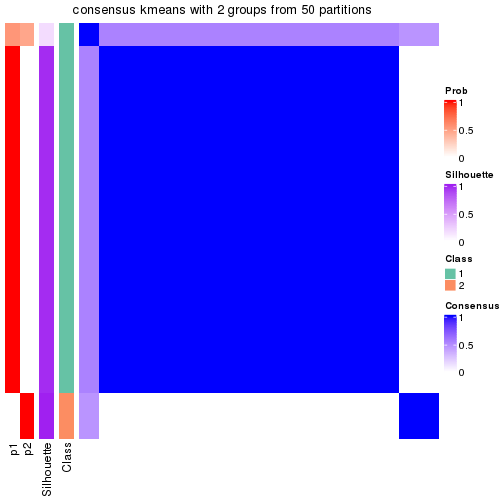 consensus kmeans with 2 groups from 50 partitions
Prob
1
0.5
0
Silhouette
1
0.5
0
Class
1
2
Consensus
1
0.5
0
p1
p2
Silhouette
Class